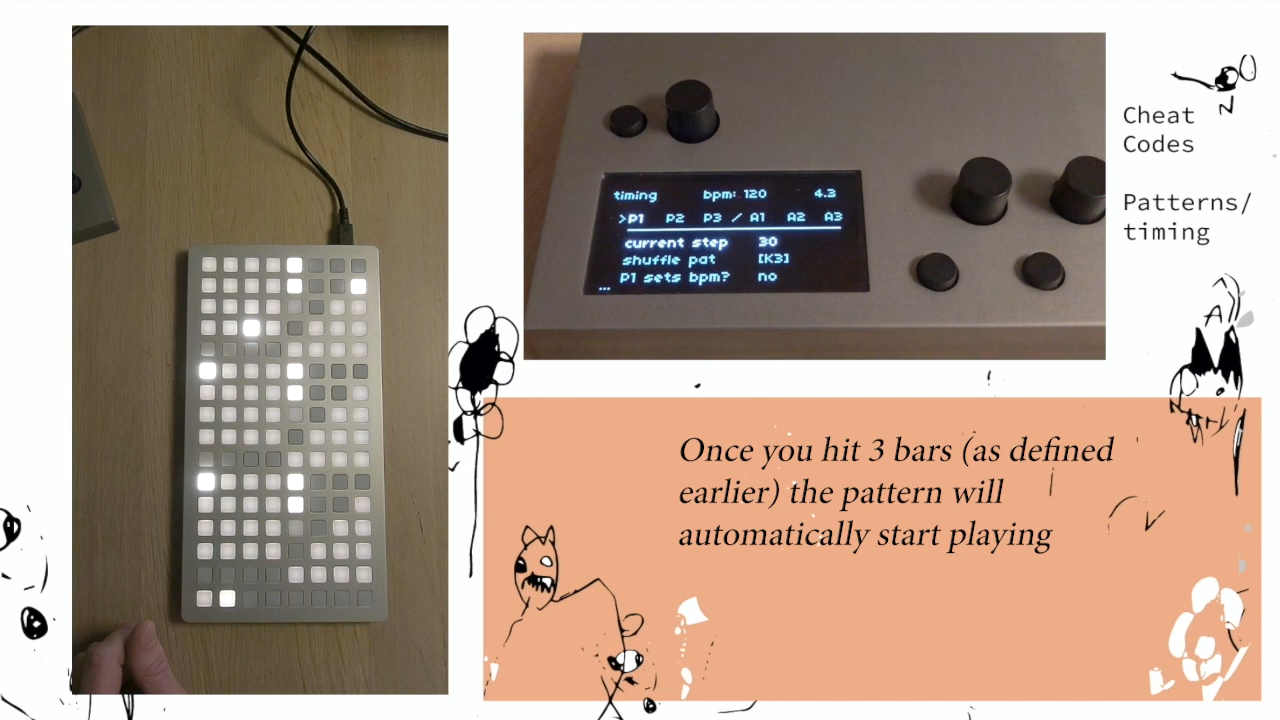 timing bpm: 120 4.3
>P1 P2 P3 / A1 A2 A3
current step 30
shuffle pat [K3]
P1 sets bpm? no
...
Cheat
Codes
Patterns/
timing
Once you hit 3 bars (as defined
earlier) the pattern will
automatically start playing